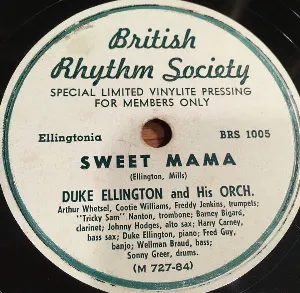 British
Rhythm Society
SPECIAL LIMITED VINYLITE PRESSING
FOR MEMBERS ONLY
Ellingtonia BRS 1005
SWEET MAMA
(Ellington, Mills)
DUKE ELLINGTON and His ORCH.
Arthur Whetsel, Cootie Williams, Freddy Jenkins, trumpets;
"Tricky Sam" Nanton, trombone; Barney Bigard,
clarinet; Johnny Hodges, alto sax; Harry Carney,
bass sax; Duke Ellington, piano; Fred Guy,
banjo; Wellman Braud, bass;
Sonny Greer, drums.
(M 727-84)